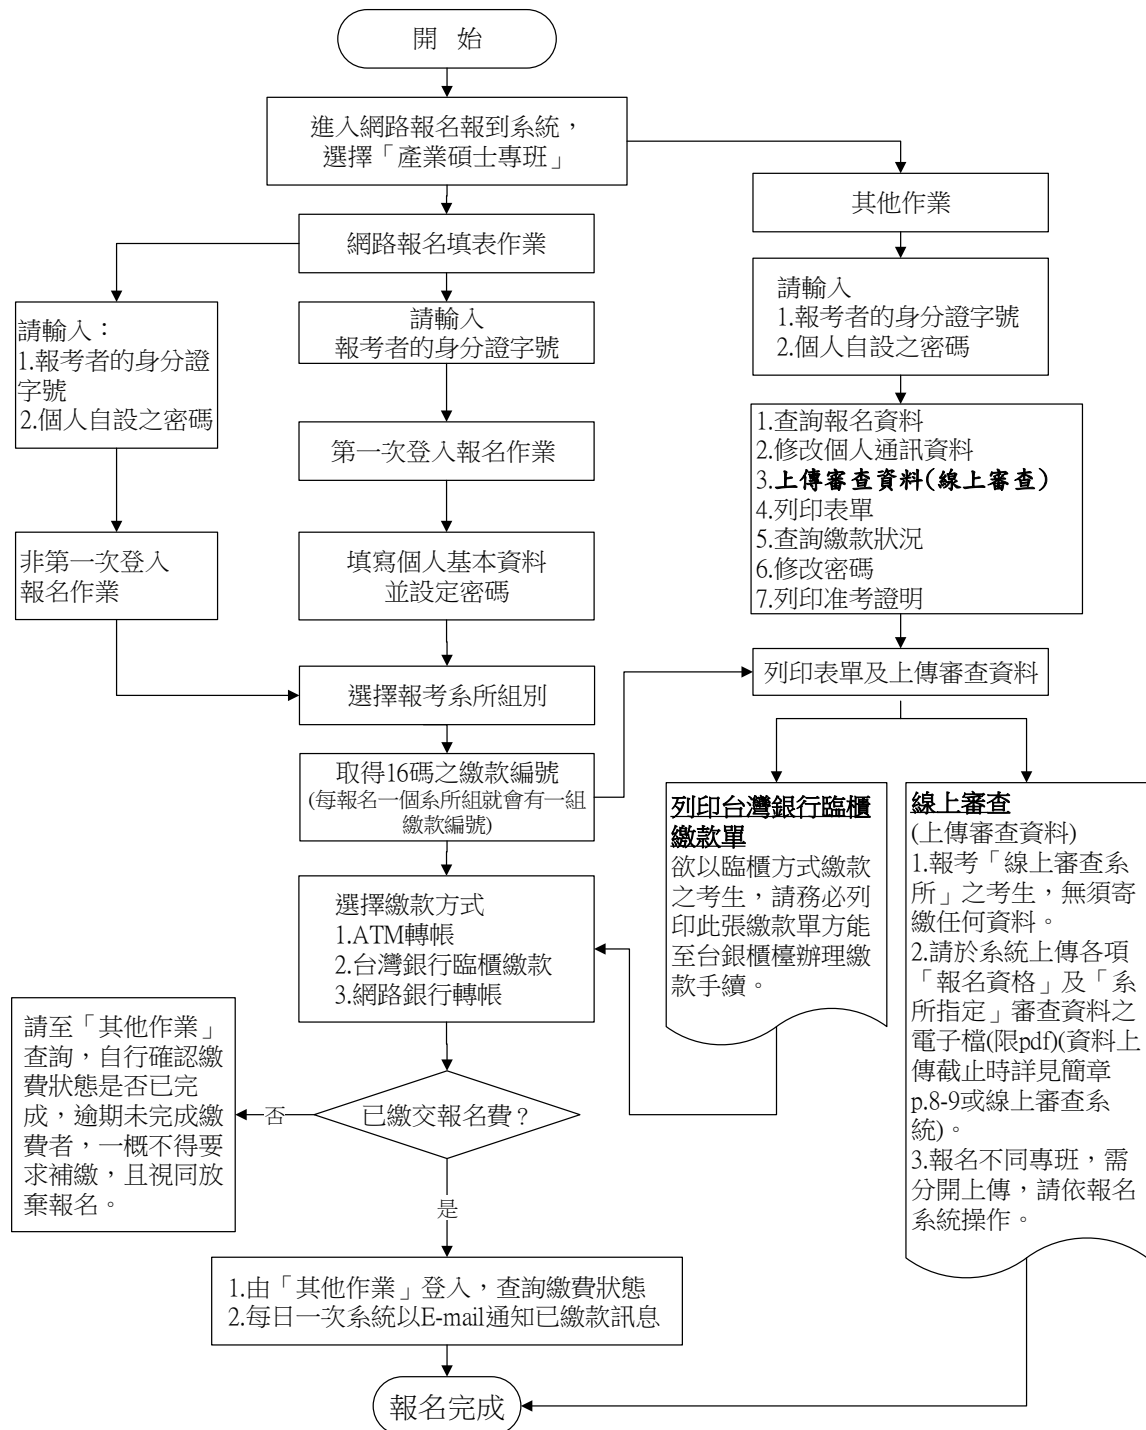 開 始
進入網路報名報到系統，
選擇「產業碩士專班」
其他作業
網路報名填表作業
請輸入：
1.報考者的身分證
字號
2.個人自設之密碼
請輸入
報考者的身分證字號
請輸入
1.報考者的身分證字號
2.個人自設之密碼
第一次登入報名作業
1.查詢報名資料
2.修改個人通訊資料
3.上傳審查資料(線上審查)
4.列印表單
5.查詢繳款狀況
6.修改密碼
7.列印准考證明
非第一次登入
報名作業
填寫個人基本資料
並設定密碼
選擇報考系所組別
列印表單及上傳審查資料
取得16碼之繳款編號
(每報名一個系所組就會有一組
繳款編號)
列印台灣銀行臨櫃
繳款單
欲以臨櫃方式繳款
之考生，請務必列
印此張繳款單方能
至台銀櫃檯辦理繳
款手續。
線上審查
(上傳審查資料)
1.報考「線上審查系
所」之考生，無須寄
繳任何資料。
2.請於系統上傳各項
「報名資格」及「系
所指定」審查資料之
電子檔(限pdf)(資料上
傳截止時詳見簡章
p.8-9或線上審查系
統)。
3.報名不同專班，需
分開上傳，請依報名
系統操作。
選擇繳款方式
1.ATM轉帳
2.台灣銀行臨櫃繳款
3.網路銀行轉帳
請至「其他作業」
查詢，自行確認繳
費狀態是否已完
成，逾期未完成繳
費者，一概不得要
求補繳，且視同放
棄報名。
否
已繳交報名費？
是
1.由「其他作業」登入，查詢繳費狀態
2.每日一次系統以E-mail通知已繳款訊息
報名完成